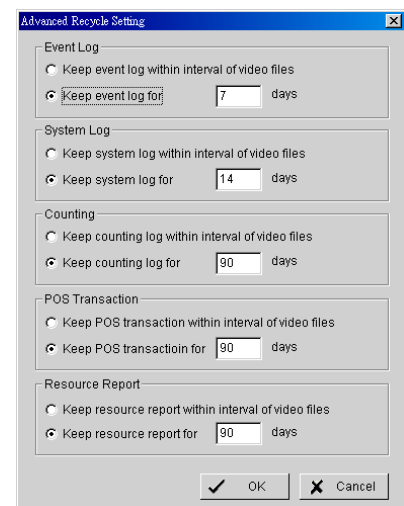 Advanced Recycle Setting
Event Log
Keep event log within interval of video files
Keep event log for 7 days
System Log
Keep system log within interval of video files
Keep system log for 14 days
Counting
Keep counting log within interval of video files
Keep counting log for 90 days
POS Transaction
Keep POS transaction within interval of video files
Keep POS transactioin for 90 days
Resource Report
Keep resource report within interval of video files
Keep resource report for 90 days
OK Cancel